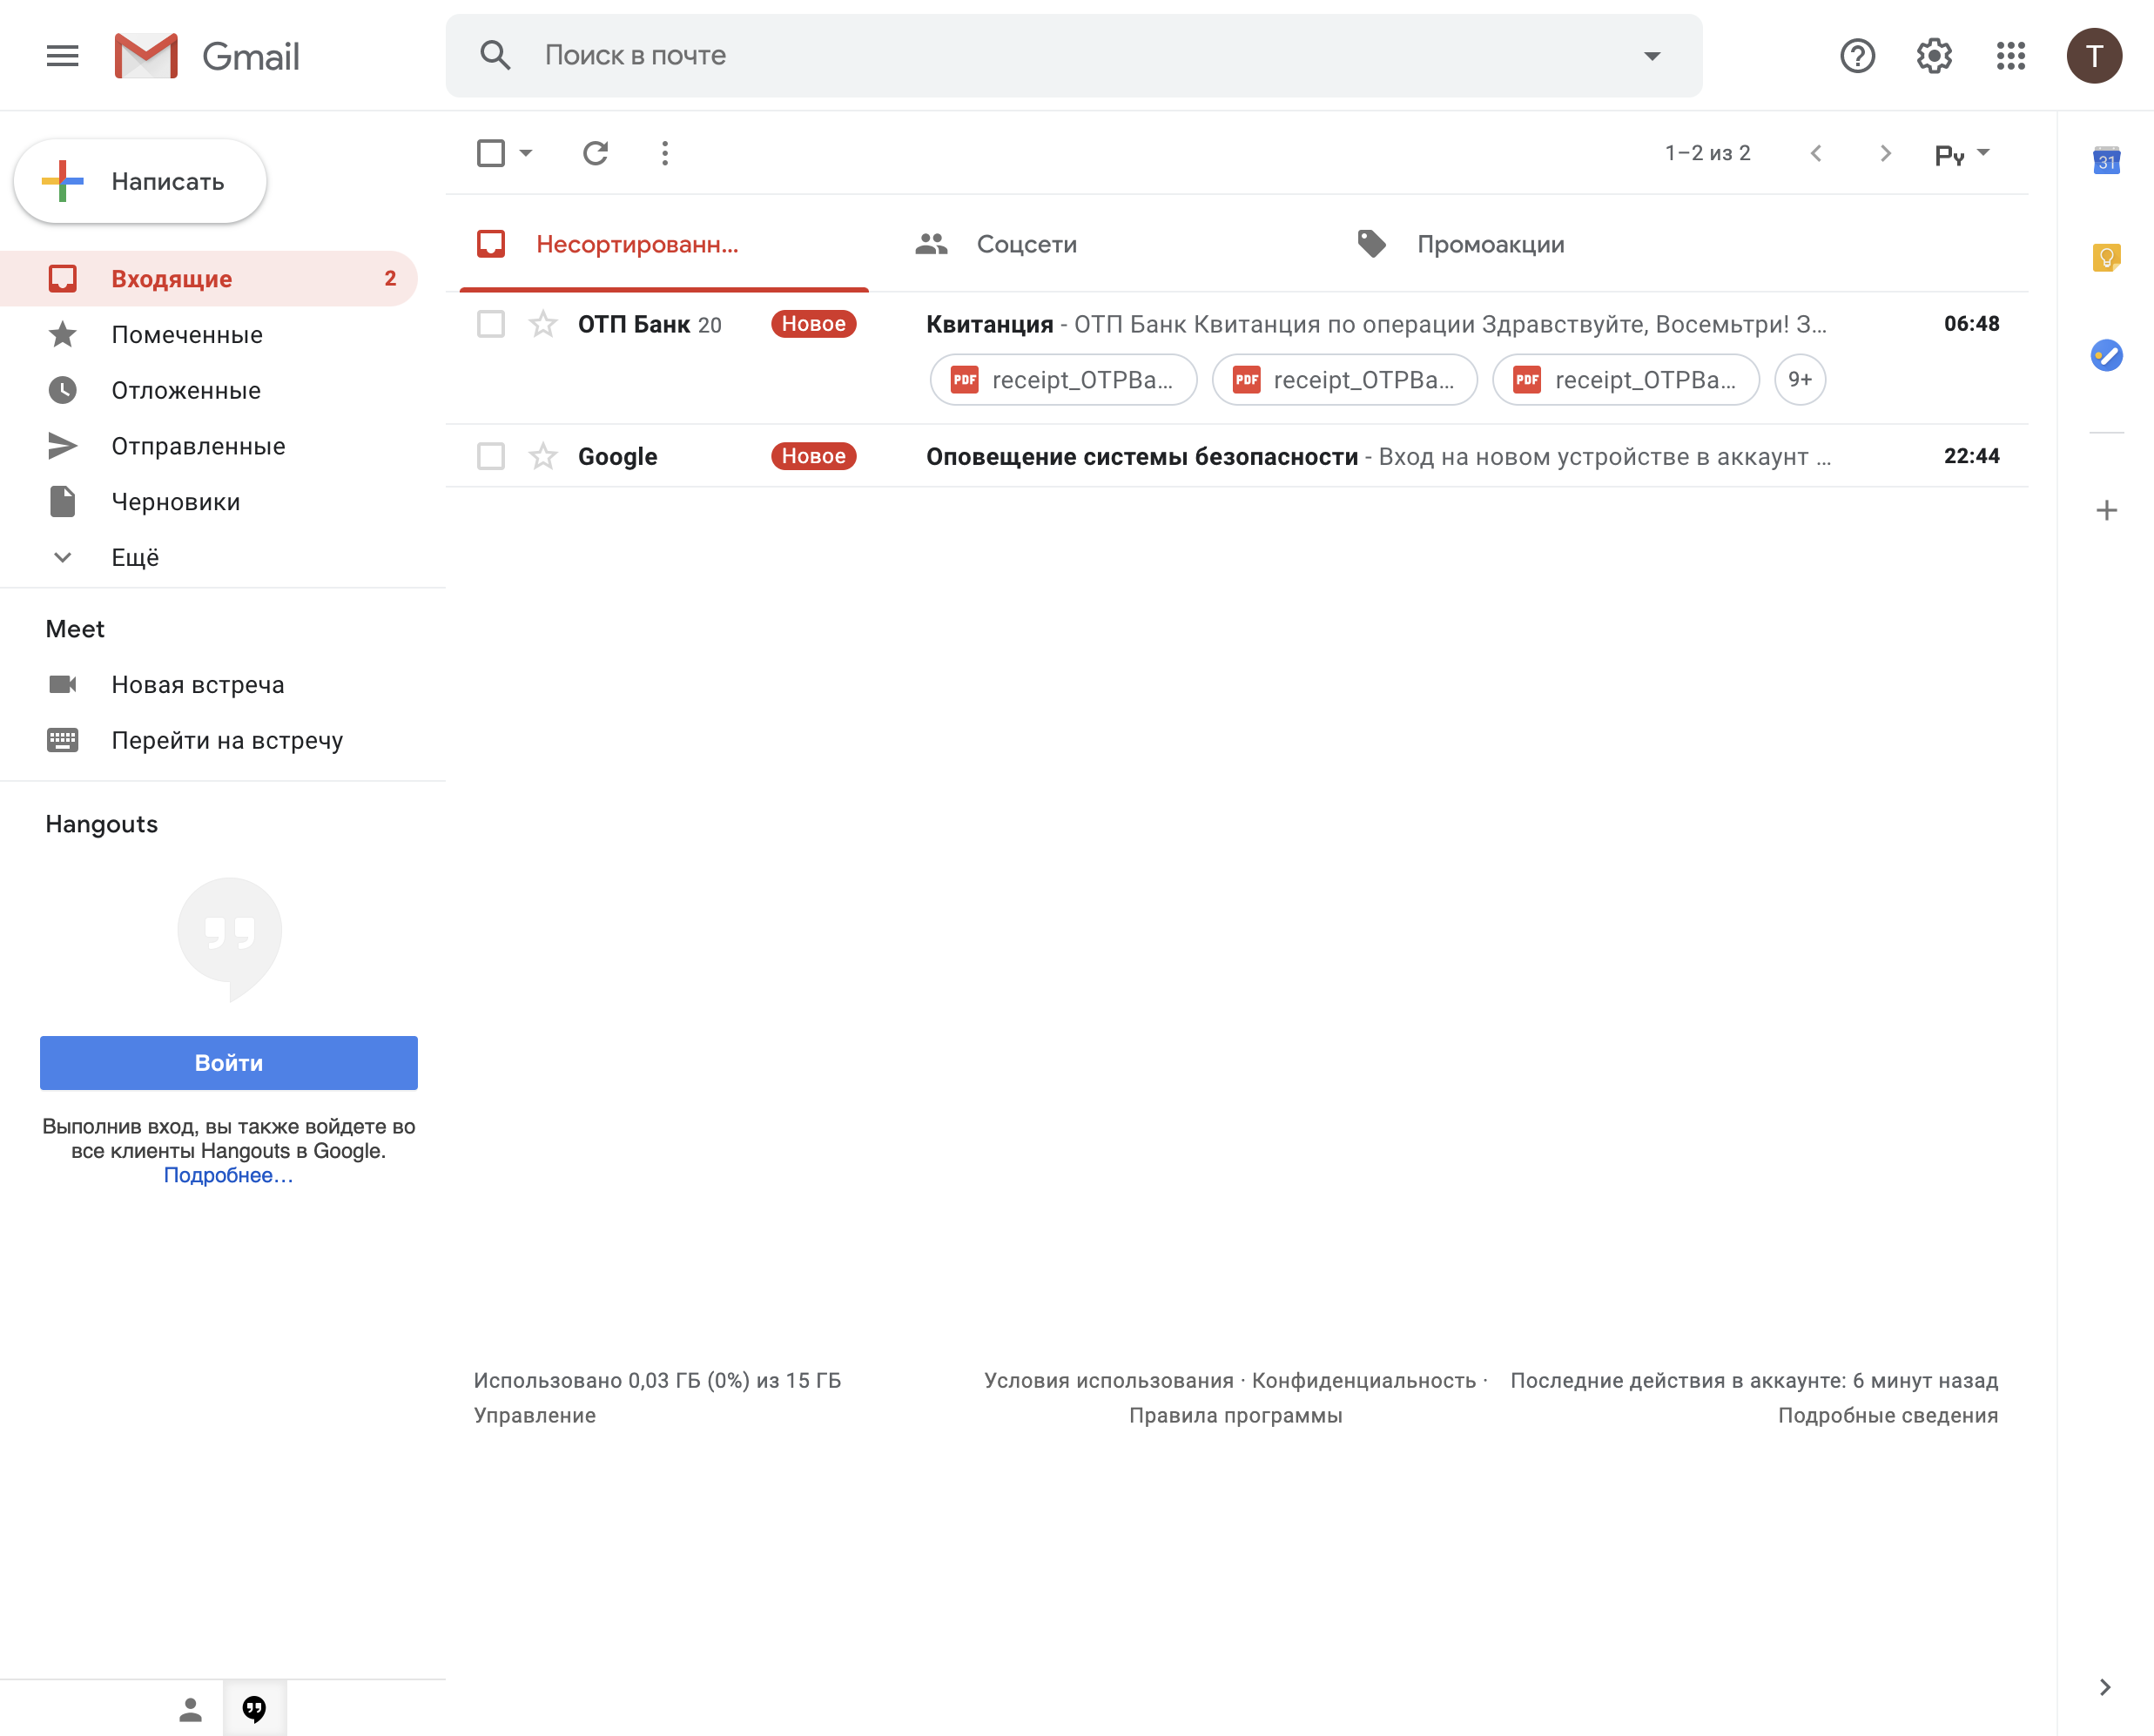 Gmail
Поиск в почте
T
Написать
1–2 из 2
Ру
31
Несортированн...
Соцсети
Промоакции
Входящие 2
Помеченные
Отложенные
Отправленные
Черновики
Ещё
ОТП Банк 20 Новое Квитанция - ОТП Банк Квитанция по операции Здравствуйте, Восемьтри! З... 06:48
PDF receipt_OTPBa... PDF receipt_OTPBa... PDF receipt_OTPBa... 9+
Google Новое Оповещение системы безопасности - Вход на новом устройстве в аккаунт ... 22:44
Meet
Новая встреча
Перейти на встречу
Hangouts
Войти
Выполнив вход, вы также войдете во
все клиенты Hangouts в Google.
Подробнее…
Использовано 0,03 ГБ (0%) из 15 ГБ
Управление
Условия использования · Конфиденциальность ·
Правила программы
Последние действия в аккаунте: 6 минут назад
Подробные сведения